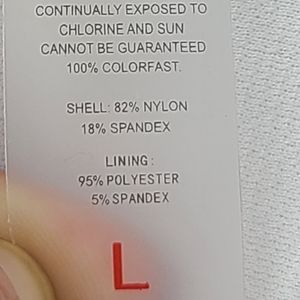 CONTINUALLY EXPOSED TO
CHLORINE AND SUN
CANNOT BE GUARANTEED
100% COLORFAST.
SHELL: 82% NYLON
18% SPANDEX
LINING:
95% POLYESTER
5% SPANDEX
L